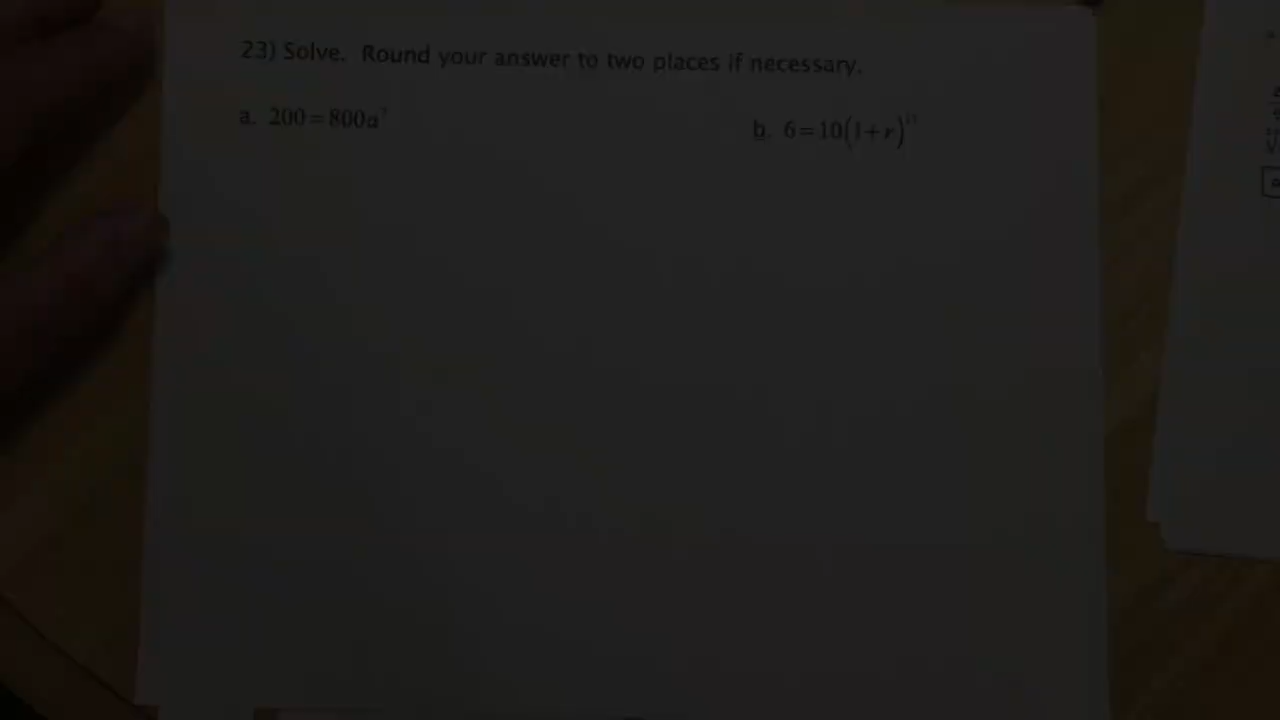 23) Solve. Round your answer to two places if necessary.
a. 200=800a
b. 6=10(1+r)